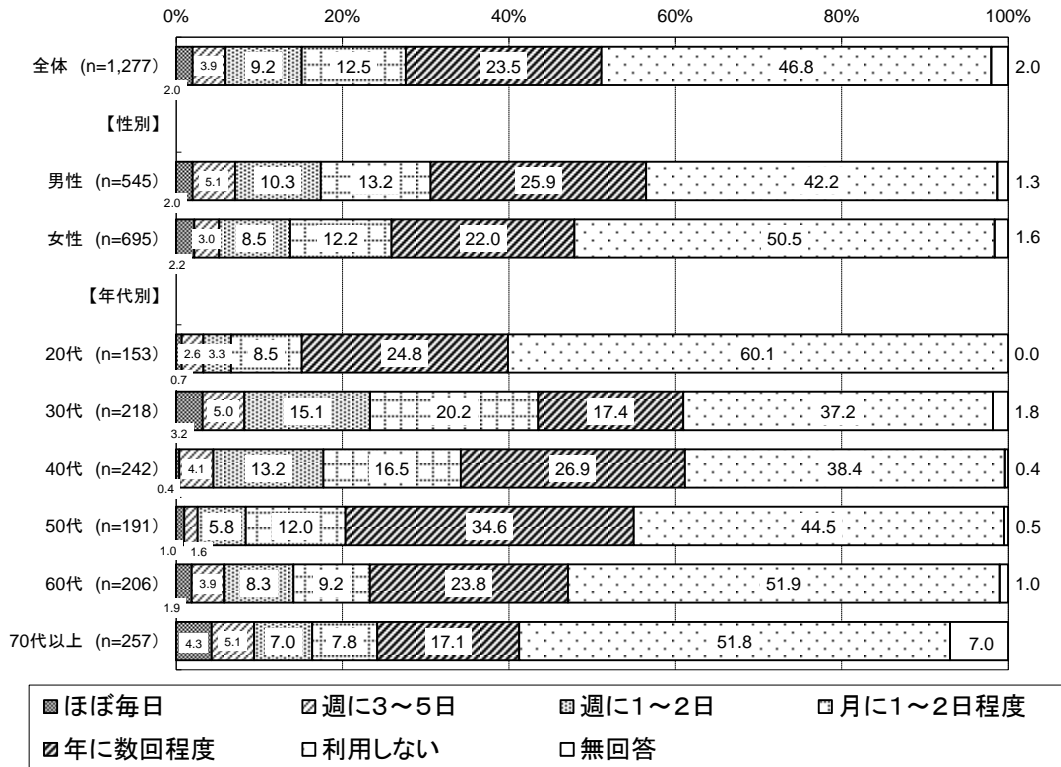 0% 20% 40% 60% 80% 100%
全体 (n=1,277) 3.9 9.2 12.5 23.5 46.8 2.0
2.0
【性別】
男性 (n=545) 5.1 10.3 13.2 25.9 42.2 1.3
2.0
女性 (n=695) 3.0 8.5 12.2 22.0 50.5 1.6
2.2
【年代別】
20代 (n=153) 2.6 3.3 8.5 24.8 60.1 0.0
0.7
30代 (n=218) 5.0 15.1 20.2 17.4 37.2 1.8
3.2
40代 (n=242) 4.1 13.2 16.5 26.9 38.4 0.4
0.4
50代 (n=191) 5.8 12.0 34.6 44.5 0.5
1.0 1.6
60代 (n=206) 3.9 8.3 9.2 23.8 51.9 1.0
1.9
70代以上 (n=257) 4.3 5.1 7.0 7.8 17.1 51.8 7.0
ほぼ毎日 週に3～5日 週に1～2日 月に1～2日程度
年に数回程度 利用しない 無回答